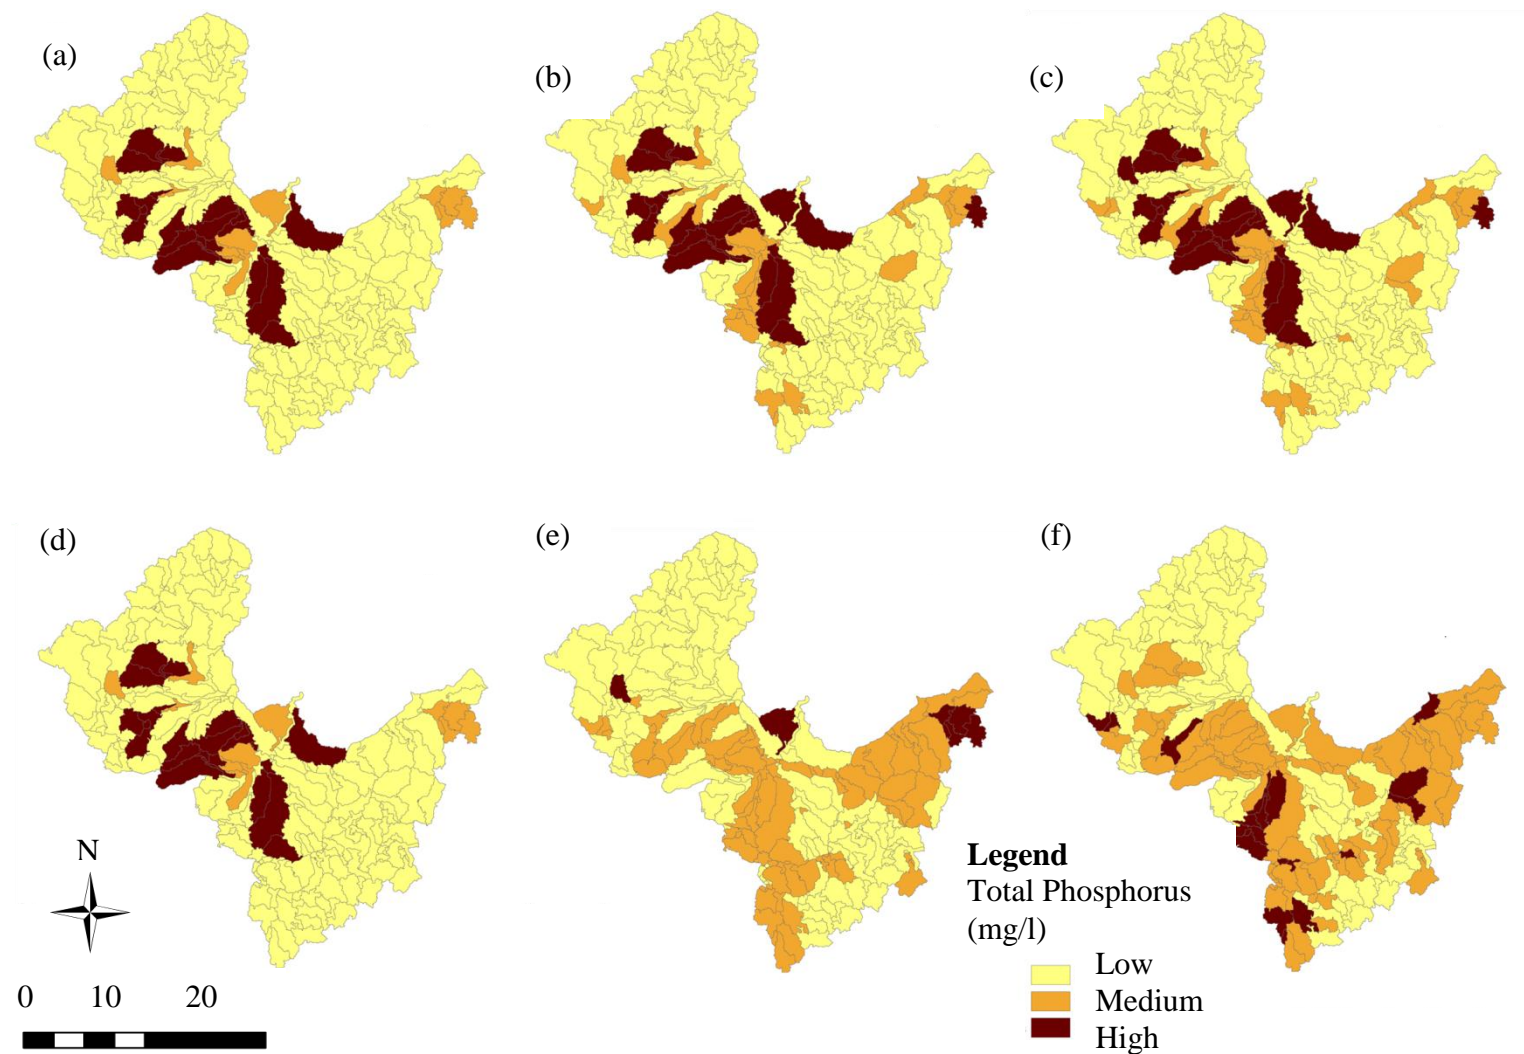 (a)
(b)
(c)
(d)
(e)
(f)
N
0 10 20
Legend
Total Phosphorus
(mg/l)
Low
Medium
High